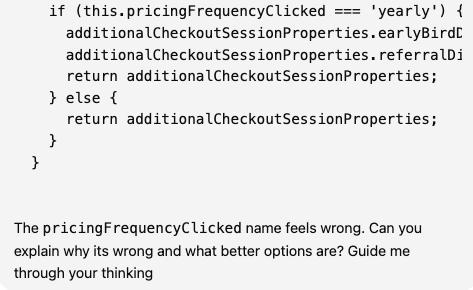 if (this.pricingFrequencyClicked === 'yearly') {
additionalCheckoutSessionProperties.earlyBirdD
additionalCheckoutSessionProperties.referralDi
return additionalCheckoutSessionProperties;
} else {
return additionalCheckoutSessionProperties;
}
}
The pricingFrequencyClicked name feels wrong. Can you
explain why its wrong and what better options are? Guide me
through your thinking